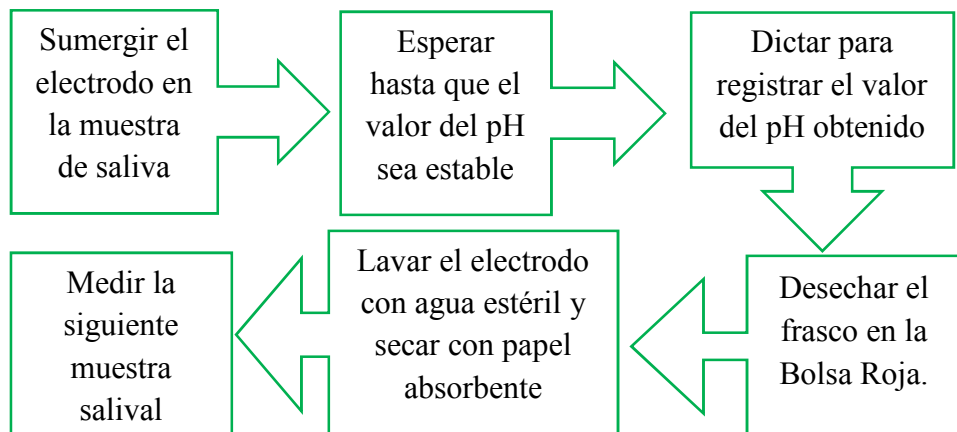 Sumergir el
electrodo en
la muestra
de saliva
Esperar
hasta que el
valor del pH
sea estable
Dictar para
registrar el valor
del pH obtenido
Desechar el
frasco en la
Bolsa Roja.
Lavar el electrodo
con agua estéril y
secar con papel
absorbente
Medir la
siguiente
muestra
salival